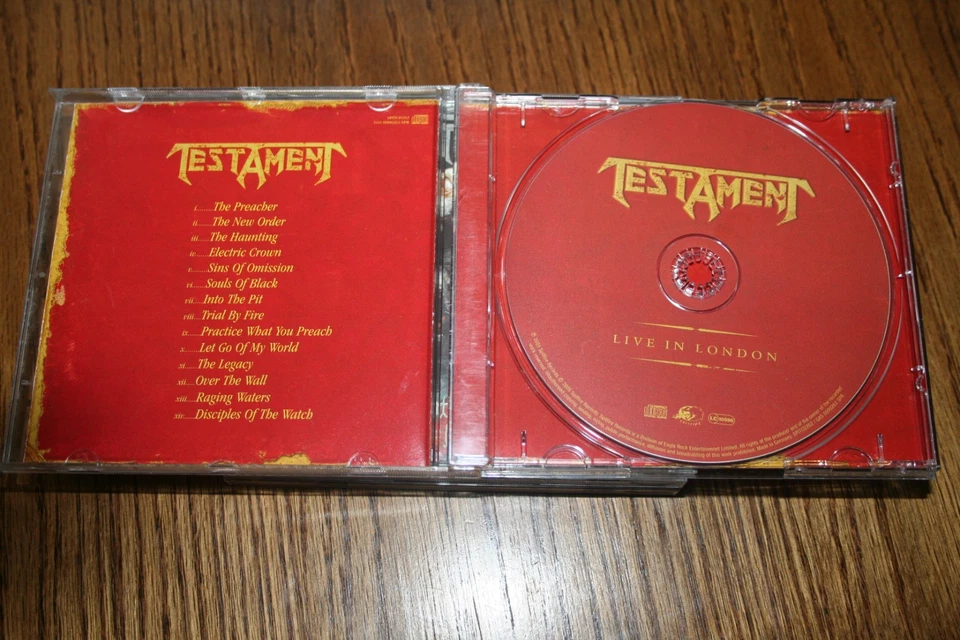 TESTAMENT
i.......The Preacher
ii......The New Order
iii.....The Haunting
iv......Electric Crown
v.......Sins Of Omission
vi.....Souls Of Black
vii....Into The Pit
viii....Trial By Fire
ix.....Practice What You Preach
x......Let Go Of My World
xi.....The Legacy
xii....Over The Wall
xiii....Raging Waters
xiv....Disciples Of The Watch
TESTAMENT
LIVE IN LONDON